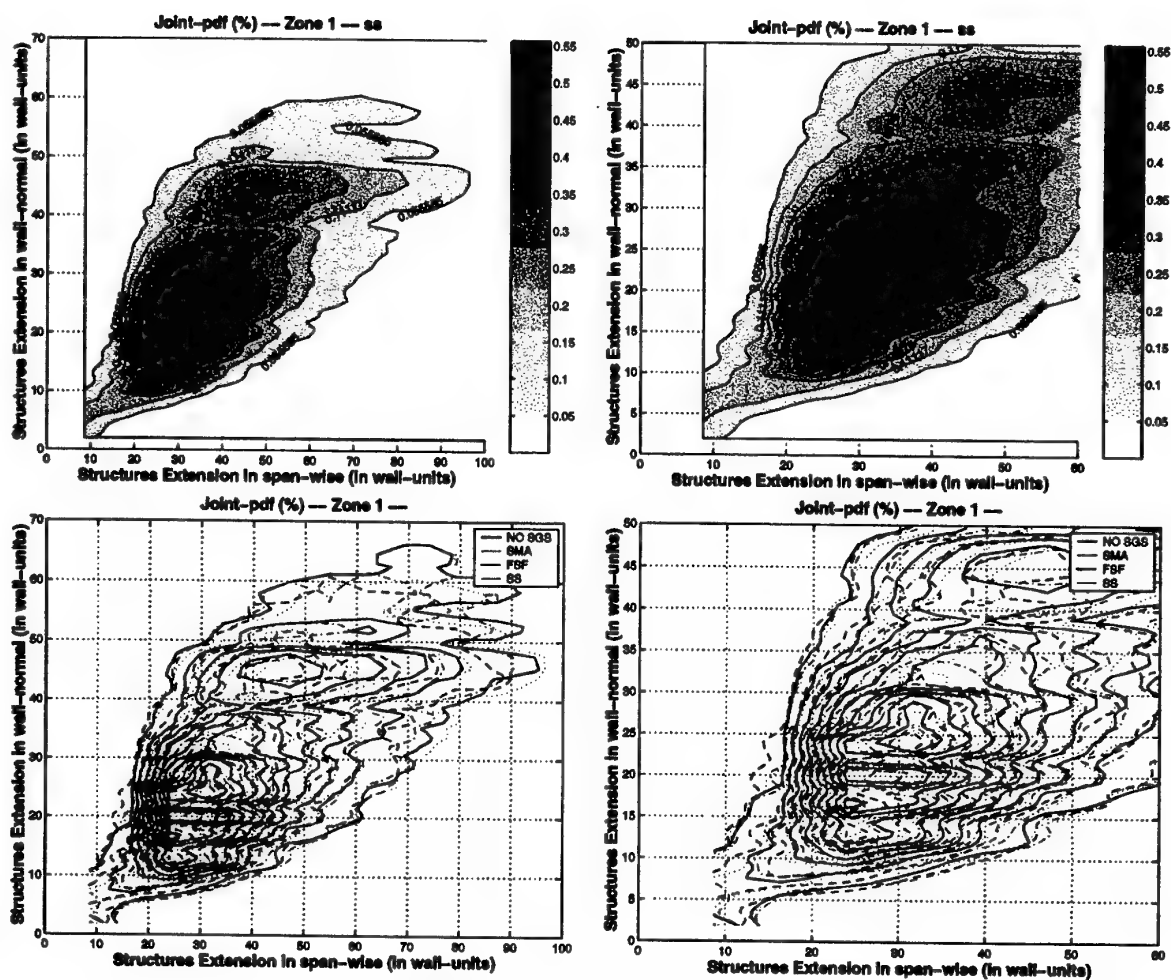 Joint-pdf (%) --- Zone 1 --- ss
Structures Extension in wall-normal (in wall-units)
70
60
50
40
30
20
10
0
10 20 30 40 50 60 70 80 90 100
Structures Extension in span-wise (in wall-units)
0.55
0.5
0.45
0.4
0.35
0.3
0.25
0.2
0.15
0.1
0.05
Joint-pdf (%) --- Zone 1 --- ss
Structures Extension in wall-normal (in wall-units)
50
45
40
35
30
25
20
15
10
5
0
10 20 30 40 50 60
Structures Extension in span-wise (in wall-units)
0.55
0.5
0.45
0.4
0.35
0.3
0.25
0.2
0.15
0.1
0.05
Joint-pdf (%) --- Zone 1 ---
Structures Extension in wall-normal (in wall-units)
70
60
50
40
30
20
10
0
0 10 20 30 40 50 60 70 80 90 100
Structures Extension in span-wise (in wall-units)
NO SGS
SMA
FSF
SS
Joint-pdf (%) --- Zone 1 ---
Structures Extension in wall-normal (in wall-units)
50
45
40
35
30
25
20
15
10
5
0
0 10 20 30 40 50 60
Structures Extension in span-wise (in wall-units)
NO SGS
SMA
FSF
SS